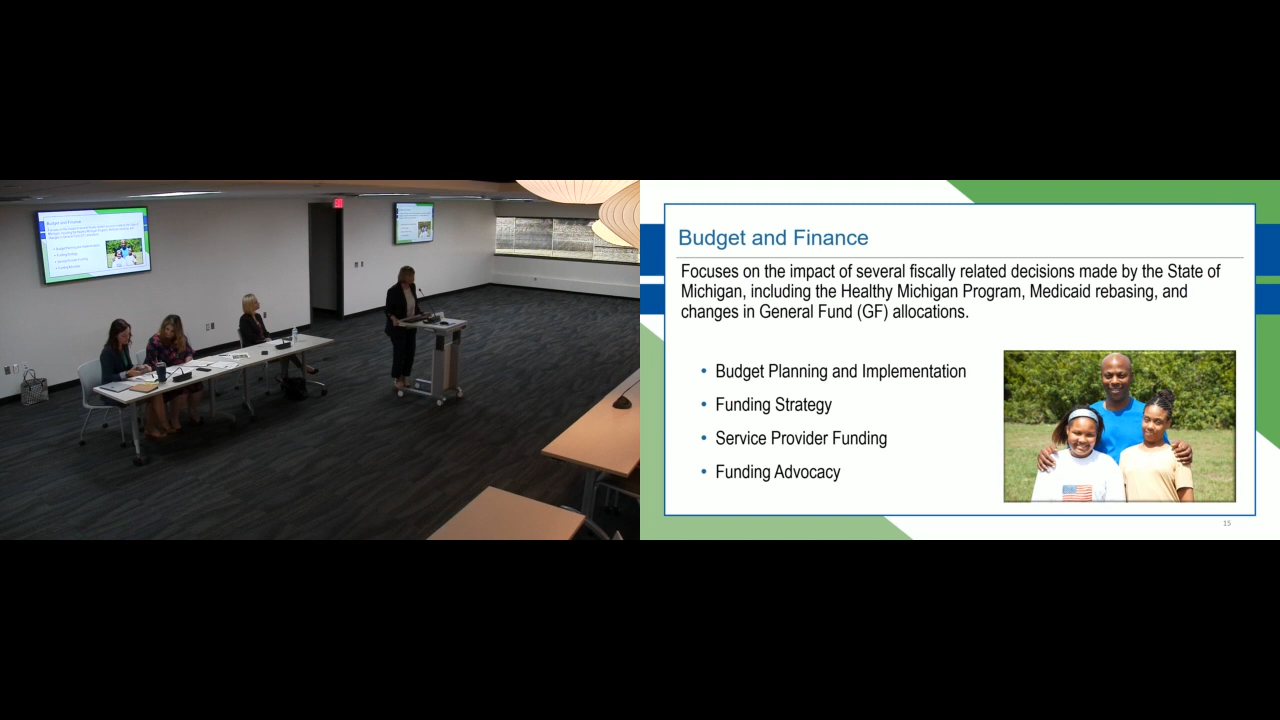 Budget and Finance
Focuses on the impact of several fiscally related decisions made by the State of
Michigan, including the Healthy Michigan Program, Medicaid rebasing, and
changes in General Fund (GF) allocations.
• Budget Planning and Implementation
• Funding Strategy
• Service Provider Funding
• Funding Advocacy
15